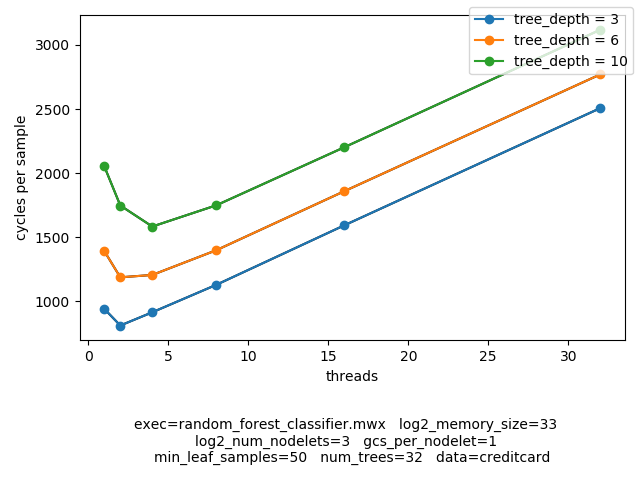 tree_depth = 3
tree_depth = 6
tree_depth = 10
3000
2500
2000
1500
1000
cycles per sample
0 5 10 15 20 25 30
threads
exec=random_forest_classifier.mwx log2_memory_size=33
log2_num_nodelets=3 gcs_per_nodelet=1
min_leaf_samples=50 num_trees=32 data=creditcard